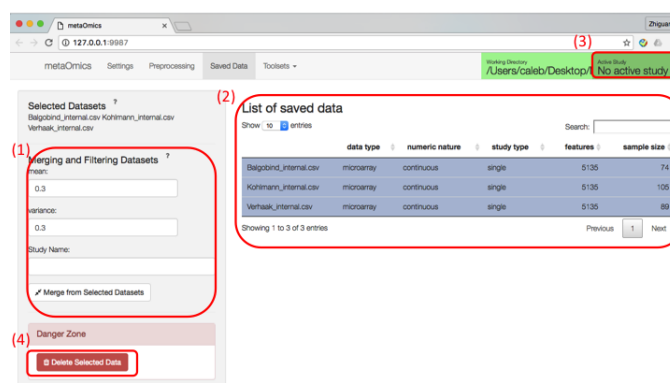 metaOmics
Zhiguan
127.0.0.1:9987
(3)
metaOmics Settings Preprocessing Saved Data Toolsets
Working Directory
/Users/caleb/Desktop/
Active Study
No active study
(2)
Selected Datasets ?
Balgobind_internal.csv Kohlmann_internal.csv
Verhaak_internal.csv
(1)
Merging and Filtering Datasets ?
mean:
0.3
variance:
0.3
Study Name:
Merge from Selected Datasets
Danger Zone
(4)
Delete Selected Data
List of saved data
Show 10 entries
Search:
data type numeric nature study type features sample size
Balgobind_internal.csv microarray continuous single 5135 74
Kohlmann_internal.csv microarray continuous single 5135 105
Verhaak_internal.csv microarray continuous single 5135 89
Showing 1 to 3 of 3 entries
Previous 1 Next